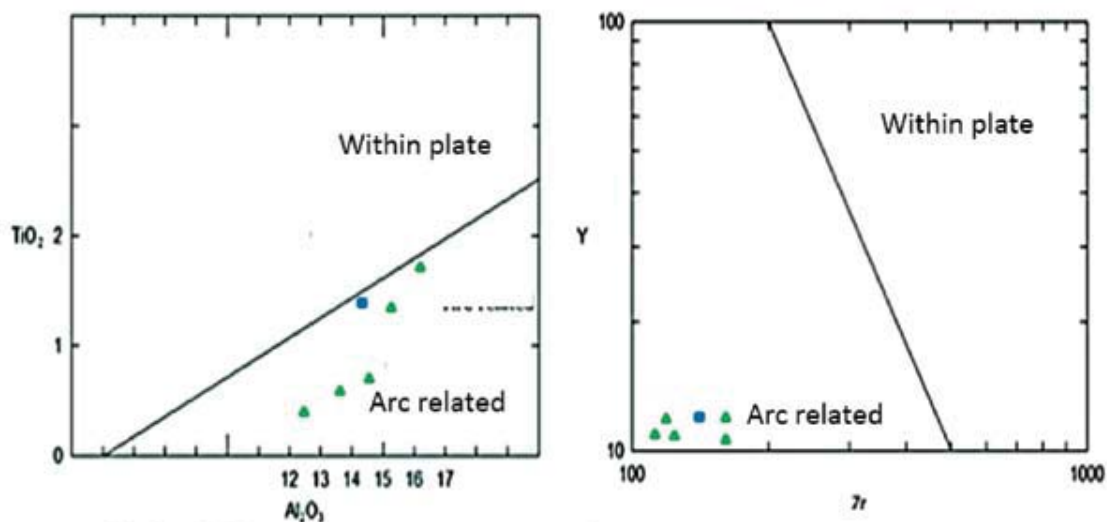 Within plate
TiO₂ 2
1
Arc related
0
12 13 14 15 16 17
Al₂O₃
100
Within plate
Y
Arc related
10
100
1000
Zr